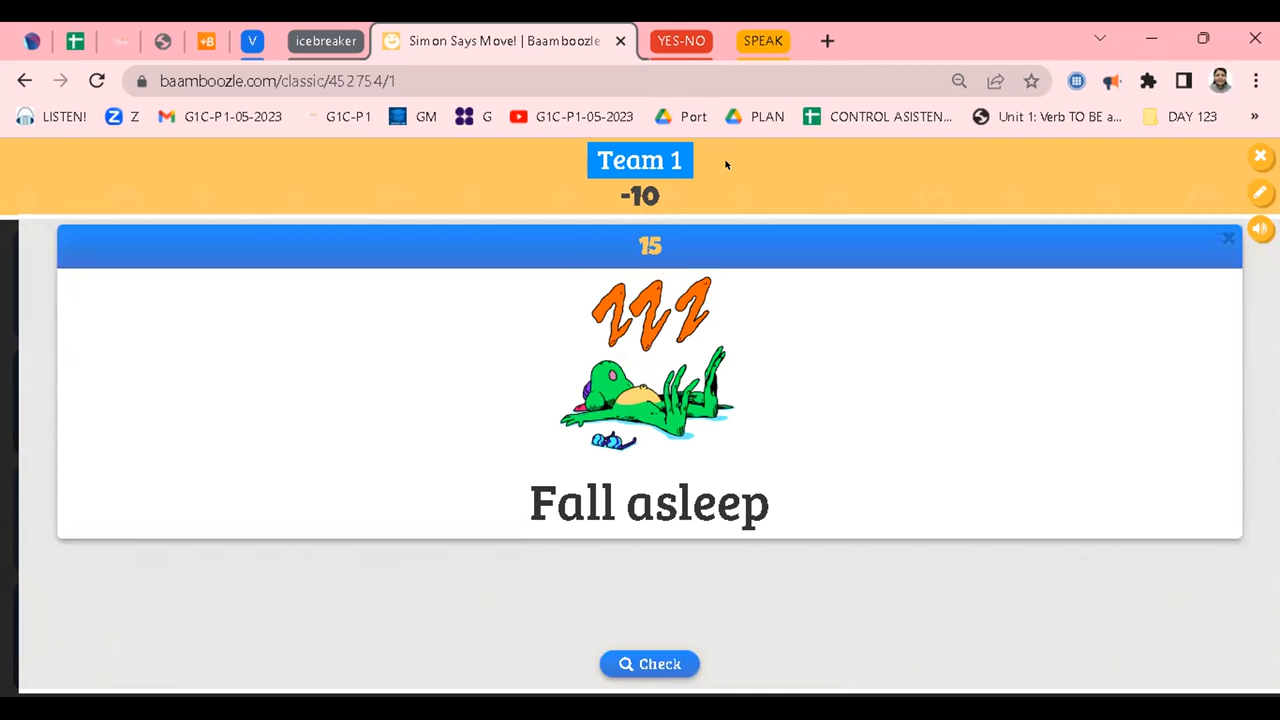 V
icebreaker
Simon Says Move! | Baamboozle
YES-NO
SPEAK
baamboozle.com/classic/452754/1
LISTEN!
Z
G1C-P1-05-2023
G1C-P1
GM
G
G1C-P1-05-2023
Port
PLAN
CONTROL ASISTEN...
Unit 1: Verb TO BE a...
DAY 123
»
Team 1
-10
15
ZZZ
Fall asleep
Check